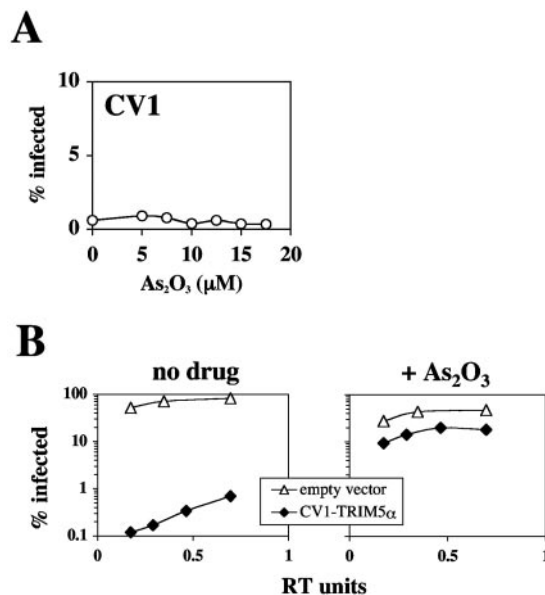 A
10
CV1
5
0
% infected
0 5 10 15 20
As₂O₃ (μM)
B
no drug
+ As₂O₃
100
10
1
0.1
% infected
empty vector
CV1-TRIM5α
0 0.5 1
0 0.5 1
RT units